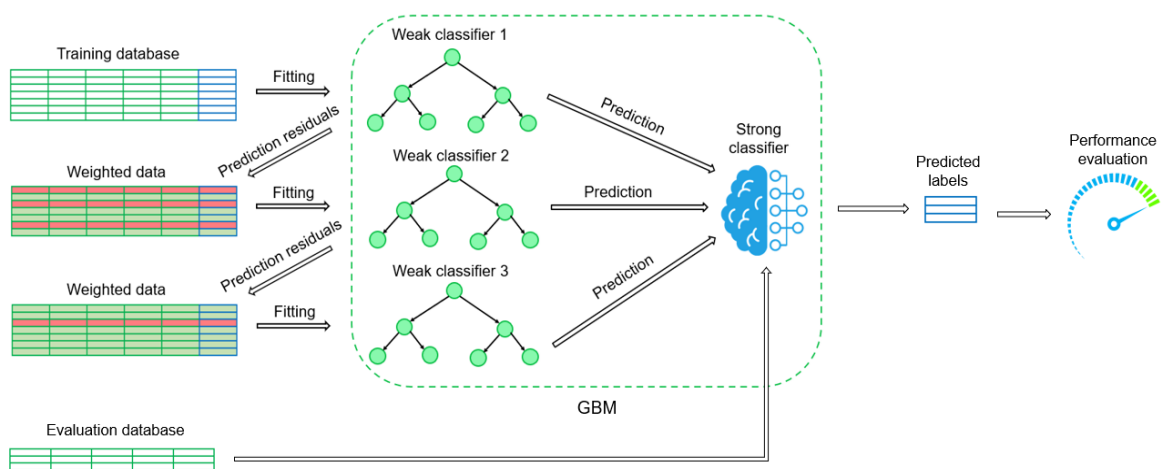 Training database
Fitting
Weak classifier 1
Prediction residuals
Prediction
Weighted data
Fitting
Weak classifier 2
Prediction
Strong
classifier
Predicted
labels
Performance
evaluation
Prediction residuals
Weighted data
Fitting
Weak classifier 3
Prediction
GBM
Evaluation database